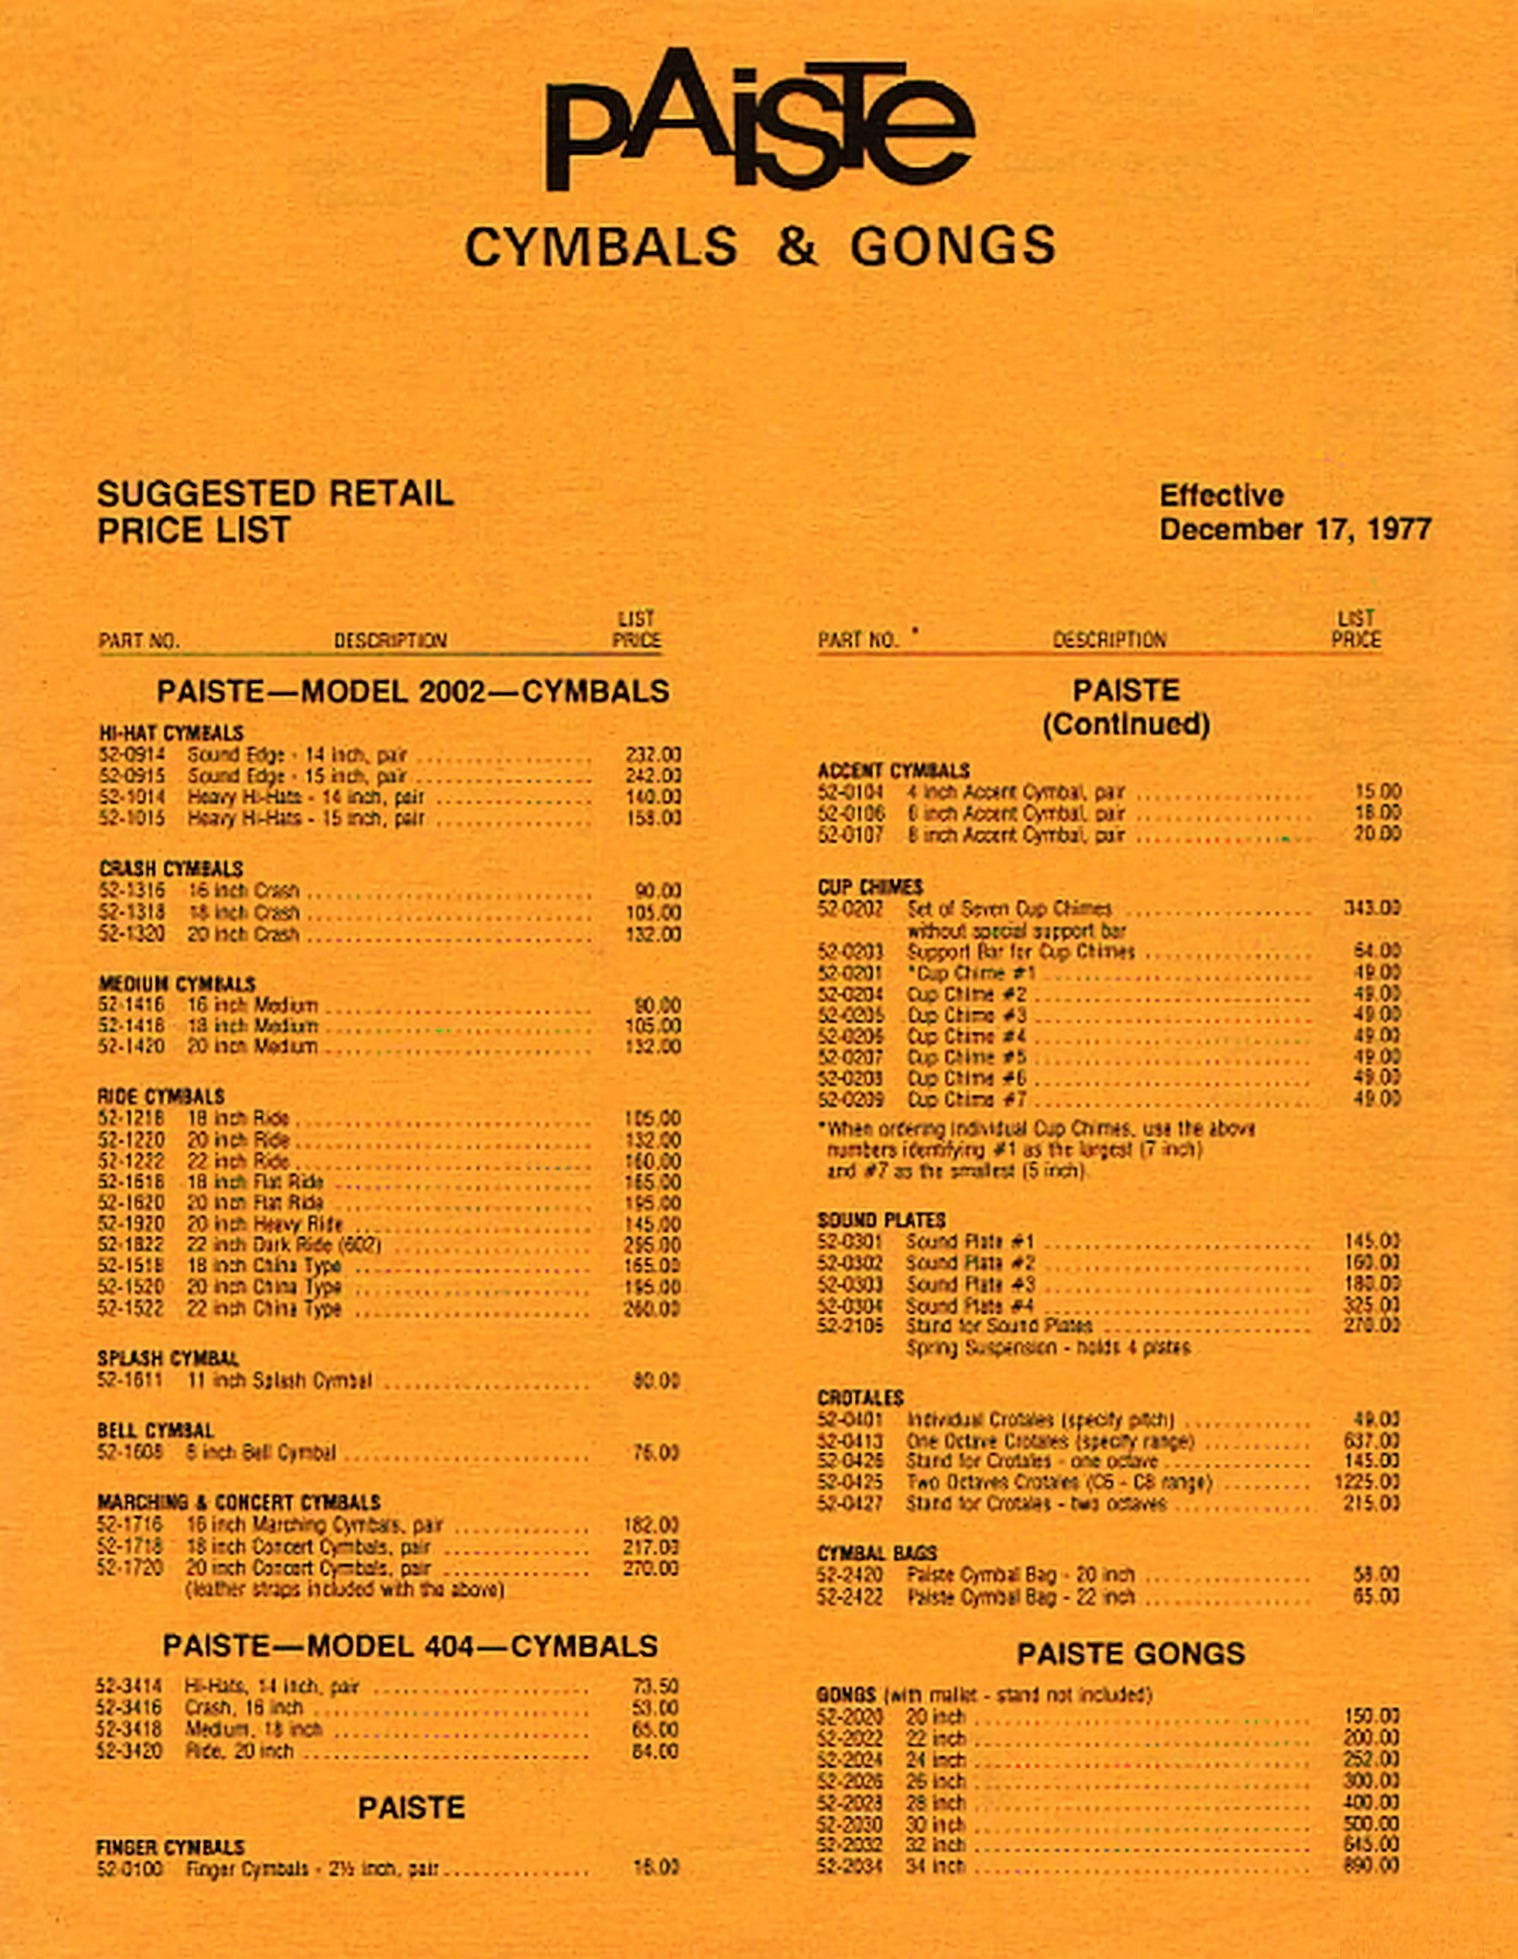 PAiSTe
CYMBALS & GONGS
SUGGESTED RETAIL
PRICE LIST
Effective
December 17, 1977
LIST
PART NO. DESCRIPTION PRICE
PAISTE—MODEL 2002—CYMBALS
HI-HAT CYMBALS
52-0914 Sound Edge - 14 inch, pair 232.00
52-0915 Sound Edge - 15 inch, pair 242.00
52-1014 Heavy Hi-Hats - 14 inch, pair 140.00
52-1015 Heavy Hi-Hats - 15 inch, pair 158.00
CRASH CYMBALS
52-1316 16 inch Crash 90.00
52-1318 18 inch Crash 105.00
52-1320 20 inch Crash 132.00
MEDIUM CYMBALS
52-1416 16 inch Medium 90.00
52-1418 18 inch Medium 105.00
52-1420 20 inch Medium 132.00
RIDE CYMBALS
52-1218 18 inch Ride 105.00
52-1220 20 inch Ride 132.00
52-1222 22 inch Ride 160.00
52-1618 18 inch Flat Ride 165.00
52-1620 20 inch Flat Ride 195.00
52-1920 20 inch Heavy Ride 145.00
52-1822 22 inch Dark Ride (602)
52-1518 18 inch China Type 165.00
52-1520 20 inch China Type 195.00
52-1522 22 inch China Type 260.00
SPLASH CYMBAL
52-1611 11 inch Splash Cymbal 80.00
BELL CYMBAL
52-1608 8 inch Bell Cymbal 76.00
MARCHING & CONCERT CYMBALS
52-1716 16 inch Marching Cymbals, pair 182.00
52-1718 18 inch Concert Cymbals, pair 217.00
52-1720 20 inch Concert Cymbals, pair 270.00
(leather straps included with the above)
PAISTE—MODEL 404—CYMBALS
52-3414 Hi-Hats, 14 inch, pair 73.50
52-3416 Crash, 16 inch 53.00
52-3418 Medium, 18 inch 65.00
52-3420 Ride, 20 inch 84.00
PAISTE
FINGER CYMBALS
52-0100 Finger Cymbals - 2½ inch, pair 16.00
LIST
PART NO. * DESCRIPTION PRICE
PAISTE
(Continued)
ACCENT CYMBALS
52-0104 4 inch Accent Cymbal, pair 15.00
52-0106 6 inch Accent Cymbal, pair 18.00
52-0107 8 inch Accent Cymbal, pair 20.00
CUP CHIMES
52-0202 Set of Seven Cup Chimes 343.00
without special support bar
52-0203 Support Bar for Cup Chimes 64.00
52-0201 *Cup Chime #1 49.00
52-0204 Cup Chime #2 49.00
52-0205 Cup Chime #3 49.00
52-0206 Cup Chime #4 49.00
52-0207 Cup Chime #5 49.00
52-0208 Cup Chime #6 49.00
52-0209 Cup Chime #7 49.00
*When ordering Individual Cup Chimes, use the above
numbers identifying #1 as the largest (7 inch)
and #7 as the smallest (5 inch).
SOUND PLATES
52-0301 Sound Plate #1 145.00
52-0302 Sound Plate #2 160.00
52-0303 Sound Plate #3 180.00
52-0304 Sound Plate #4 325.00
52-2105 Stand for Sound Plates 270.00
Spring Suspension - holds 4 plates
CROTALES
52-0401 Individual Crotales (specify pitch) 49.00
52-0413 One Octave Crotales (specify range) 637.00
52-0426 Stand for Crotales - one octave 145.00
52-0425 Two Octaves Crotales (C6 - C8 range) 1225.00
52-0427 Stand for Crotales - two octaves 215.00
CYMBAL BAGS
52-2420 Paiste Cymbal Bag - 20 inch 58.00
52-2422 Paiste Cymbal Bag - 22 inch 65.00
PAISTE GONGS
GONGS (with mallet - stand not included)
52-2020 20 inch 150.00
52-2022 22 inch 200.00
52-2024 24 inch 252.00
52-2026 26 inch 300.00
52-2028 28 inch 400.00
52-2030 30 inch 500.00
52-2032 32 inch 645.00
52-2034 34 inch 890.00